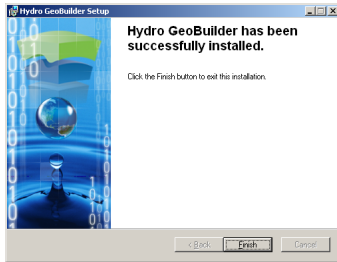 Hydro GeoBuilder Setup
Hydro GeoBuilder has been
successfully installed.
Click the Finish button to exit this installation.
< Back
Finish
Cancel